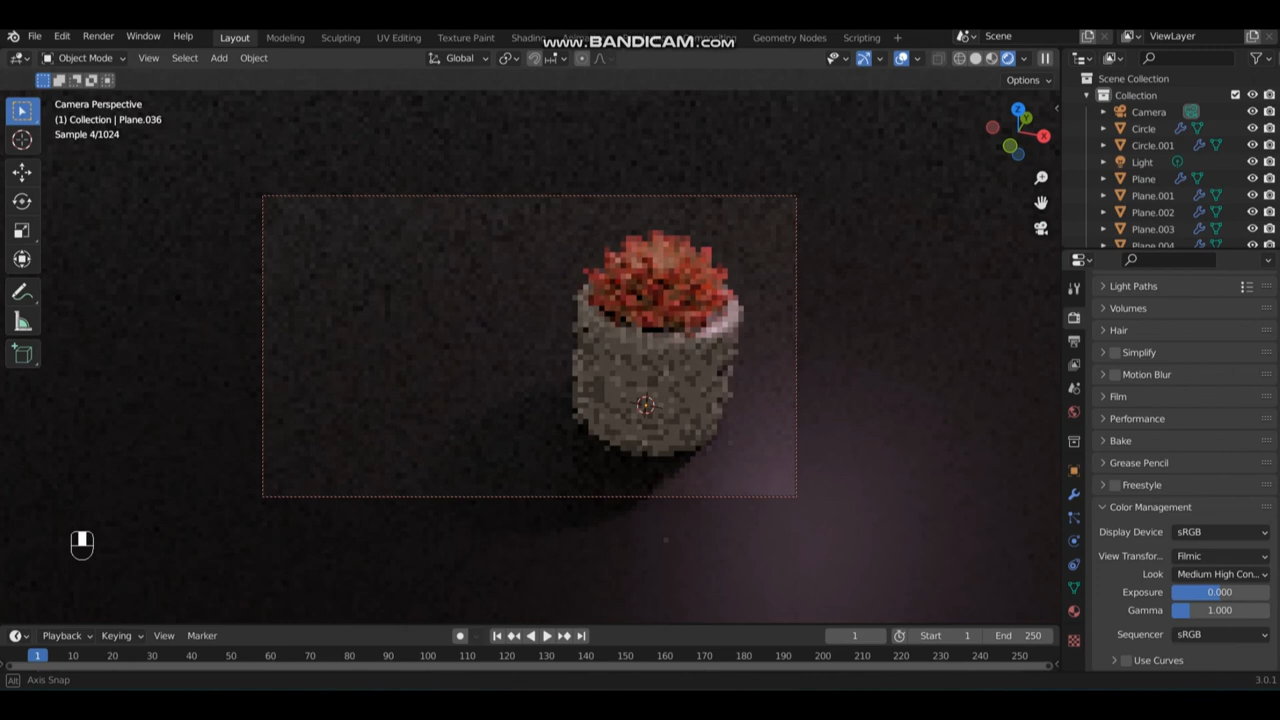 File Edit Render Window Help Layout Modeling Sculpting UV Editing Texture Paint Shading Geometry Nodes Scripting + Scene ViewLayer
www.BANDICAM.com
Object Mode View Select Add Object Global
Options
Camera Perspective
(1) Collection | Plane.036
Sample 4/1024
Z
Y
X
Scene Collection
Collection
Camera
Circle
Circle.001
Light
Plane
Plane.001
Plane.002
Plane.003
Plane.004
Light Paths
Volumes
Hair
Simplify
Motion Blur
Film
Performance
Bake
Grease Pencil
Freestyle
Color Management
Display Device sRGB
View Transfor... Filmic
Look Medium High Con...
Exposure 0.000
Gamma 1.000
Sequencer sRGB
Use Curves
Playback Keying View Marker 1 Start 1 End 250
1 10 20 30 40 50 60 70 80 90 100 110 120 130 140 150 160 170 180 190 200 210 220 230 240 250
Alt Axis Snap 3.0.1